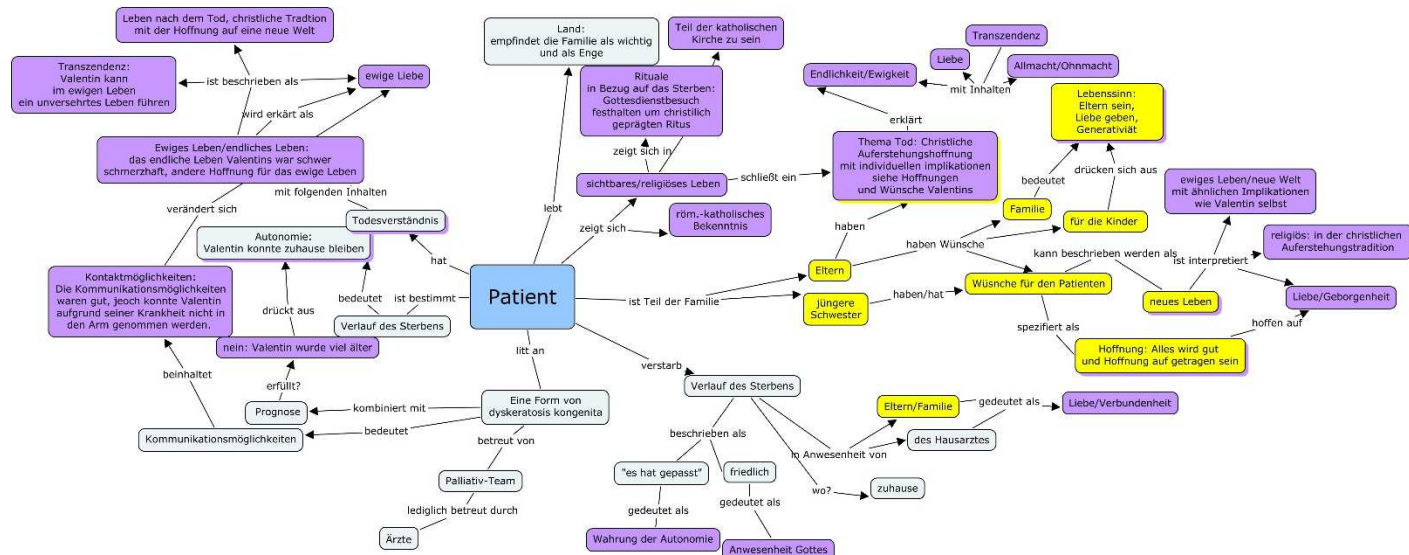 Leben nach dem Tod, christliche Tradtion
mit der Hoffnung auf eine neue Welt
Transzendenz:
Valentin kann
im ewigen Leben
ein unversehrtes Leben führen
ist beschrieben als
ewige Liebe
wird erkärt als
Ewiges Leben/endliches Leben:
das endliche Leben Valentins war schwer
schmerzhaft, andere Hoffnung für das ewige Leben
mit folgenden Inhalten
verändert sich
Todesverständnis
hat
Autonomie:
Valentin konnte zuhause bleiben
Kontaktmöglichkeiten:
Die Kommunikationsmöglichkeiten
waren gut, jeoch konnte Valentin
aufgrund seiner Krankheit nicht in
den Arm genommen werden.
bedeutet
ist bestimmt
drückt aus
Verlauf des Sterbens
nein: Valentin wurde viel älter
beinhaltet
erfüllt?
Prognose
kombiniert mit
Kommunikationsmöglichkeiten
bedeutet
Land:
empfindet die Familie als wichtig
und als Enge
lebt
Patient
litt an
Eine Form von
dyskeratosis kongenita
betreut von
Palliativ-Team
lediglich betreut durch
Ärzte
Teil der katholischen
Kirche zu sein
Rituale
in Bezug auf das Sterben:
Gottesdienstbesuch
festhalten um christilich
geprägten Ritus
zeigt sich in
sichtbares/religiöses Leben
schließt ein
zeigt sich
röm.-katholisches
Bekenntnis
Transzendenz
Liebe
Allmacht/Ohnmacht
Endlichkeit/Ewigkeit
mit Inhalten
erklärt
Thema Tod: Christliche
Auferstehungshoffnung
mit individuellen implikationen
siehe Hoffnungen
und Wünsche Valentins
Lebenssinn:
Eltern sein,
Liebe geben,
Generativiät
bedeutet
drücken sich aus
Familie
für die Kinder
haben
haben Wünsche
Eltern
ist Teil der Familie
jüngere
Schwester
haben/hat
Wünsche für den Patienten
kann beschrieben werden als
ewiges Leben/neue Welt
mit ähnlichen Implikationen
wie Valentin selbst
religiös: in der christlichen
Auferstehungstradition
ist interpretiert
neues Leben
Liebe/Geborgenheit
spezifiert als
hoffen auf
Hoffnung: Alles wird gut
und Hoffnung auf getragen sein
verstarb
Verlauf des Sterbens
beschrieben als
"es hat gepasst"
friedlich
gedeutet als
gedeutet als
Wahrung der Autonomie
Anwesenheit Gottes
in Anwesenheit von
Eltern/Familie
gedeutet als
Liebe/Verbundenheit
des Hausarztes
wo?
zuhause